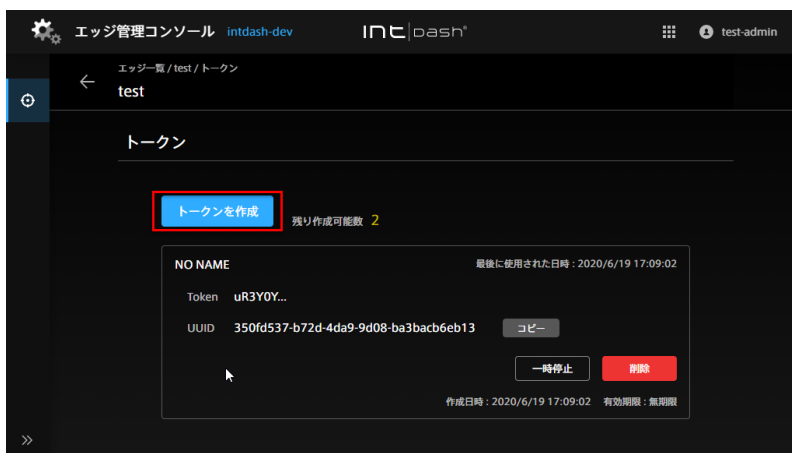 エッジ管理コンソール intdash-dev intdash® test-admin
エッジ一覧 / test / トークン
test
トークン
トークンを作成 残り作成可能数 2
NO NAME 最後に使用された日時 : 2020/6/19 17:09:02
Token uR3Y0Y...
UUID 350fd537-b72d-4da9-9d08-ba3bacb6eb13 コピー
一時停止 削除
作成日時 : 2020/6/19 17:09:02 有効期限 : 無期限